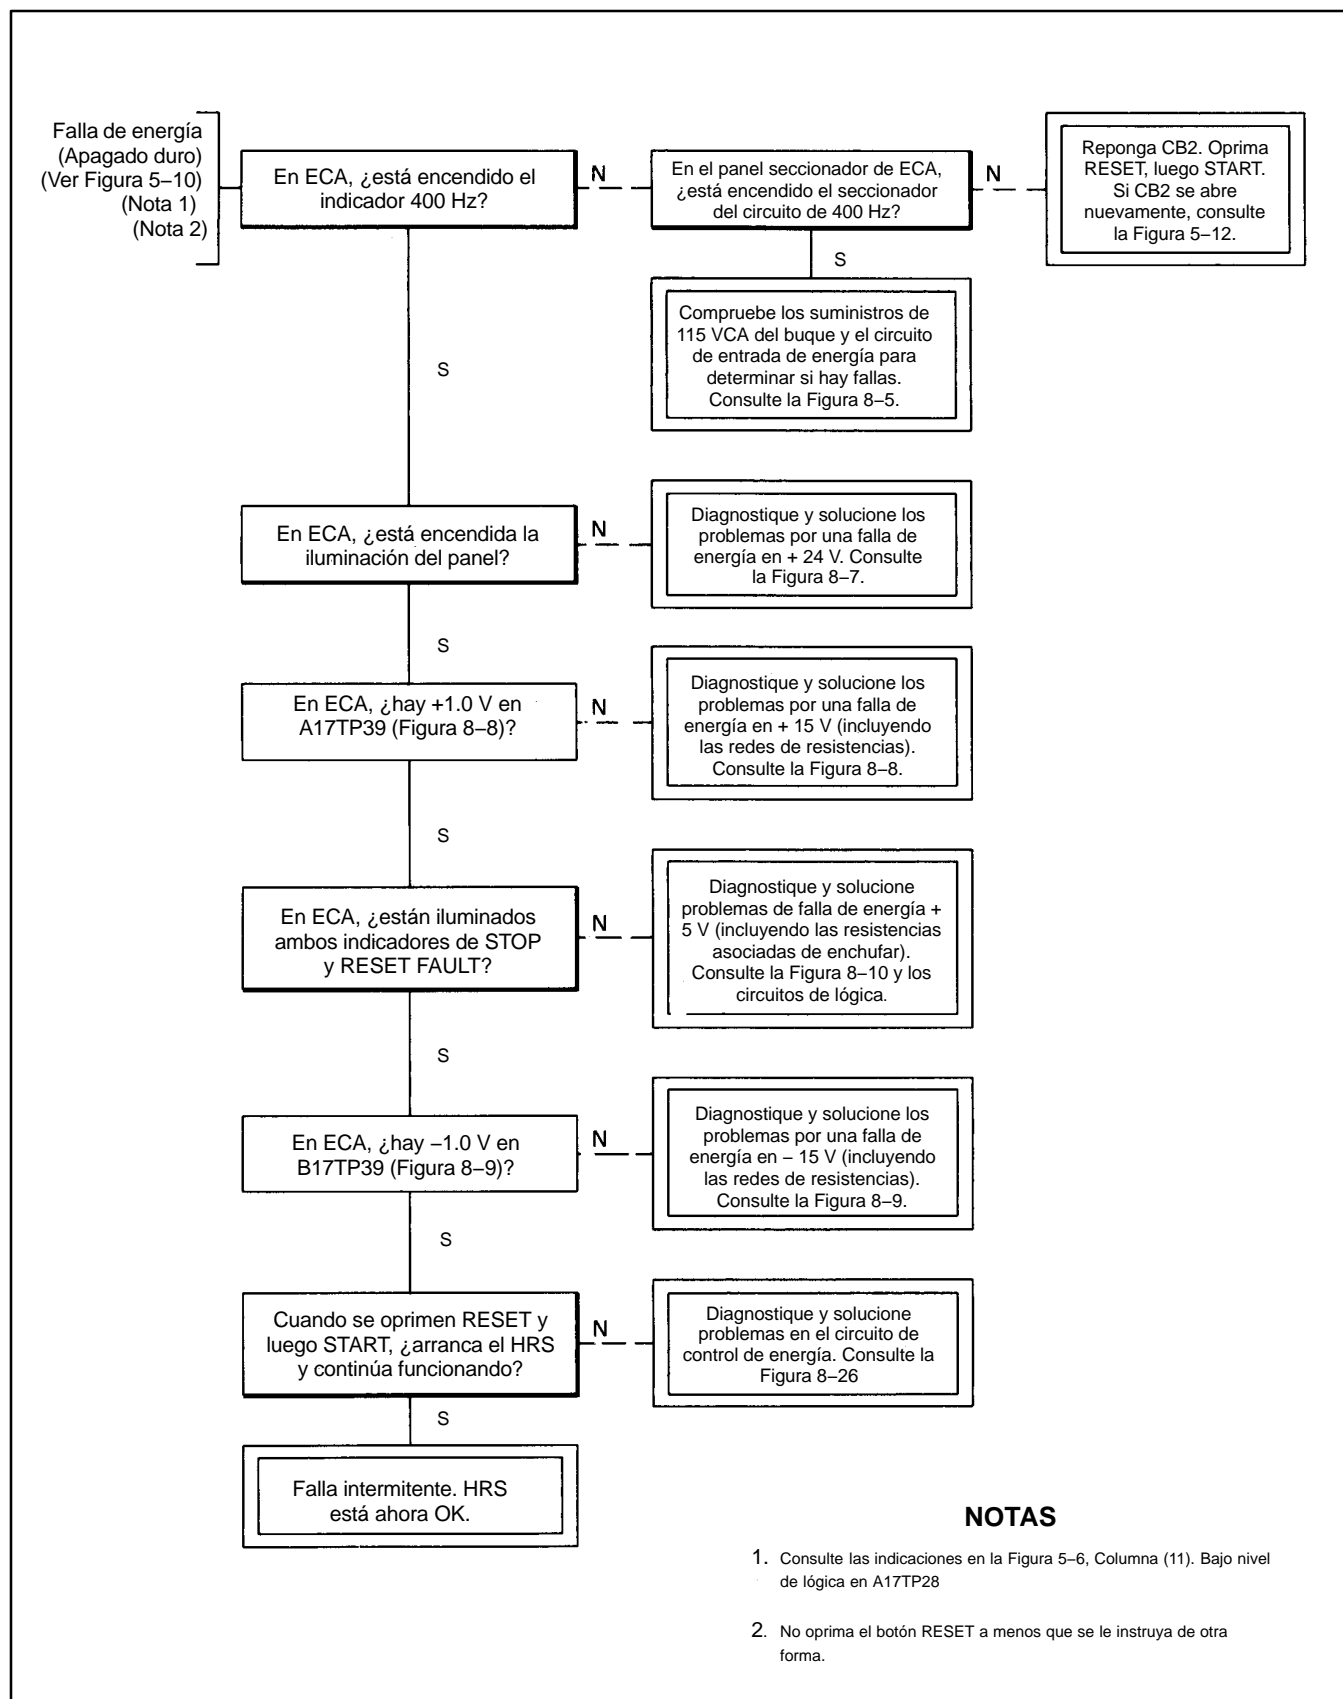 Falla de energía
(Apagado duro)
(Ver Figura 5–10)
(Nota 1)
(Nota 2)
En ECA, ¿está encendido el
indicador 400 Hz?
N
En el panel seccionador de ECA,
¿está encendido el seccionador
del circuito de 400 Hz?
N
Reponga CB2. Oprima
RESET, luego START.
Si CB2 se abre
nuevamente, consulte
la Figura 5–12.
S
Compruebe los suministros de
115 VCA del buque y el circuito
de entrada de energía para
determinar si hay fallas.
Consulte la Figura 8–5.
S
En ECA, ¿está encendida la
iluminación del panel?
N
Diagnostique y solucione los
problemas por una falla de
energía en + 24 V. Consulte
la Figura 8–7.
S
En ECA, ¿hay +1.0 V en
A17TP39 (Figura 8–8)?
N
Diagnostique y solucione los
problemas por una falla de
energía en + 15 V (incluyendo
las redes de resistencias).
Consulte la Figura 8–8.
S
En ECA, ¿están iluminados
ambos indicadores de STOP
y RESET FAULT?
N
Diagnostique y solucione
problemas de falla de energía +
5 V (incluyendo las resistencias
asociadas de enchufar).
Consulte la Figura 8–10 y los
circuitos de lógica.
S
En ECA, ¿hay –1.0 V en
B17TP39 (Figura 8–9)?
N
Diagnostique y solucione los
problemas por una falla de
energía en – 15 V (incluyendo
las redes de resistencias).
Consulte la Figura 8–9.
S
Cuando se oprimen RESET y
luego START, ¿arranca el HRS
y continúa funcionando?
N
Diagnostique y solucione
problemas en el circuito de
control de energía. Consulte la
Figura 8–26
S
Falla intermitente. HRS
está ahora OK.
NOTAS
1. Consulte las indicaciones en la Figura 5–6, Columna (11). Bajo nivel
de lógica en A17TP28
2. No oprima el botón RESET a menos que se le instruya de otra
forma.